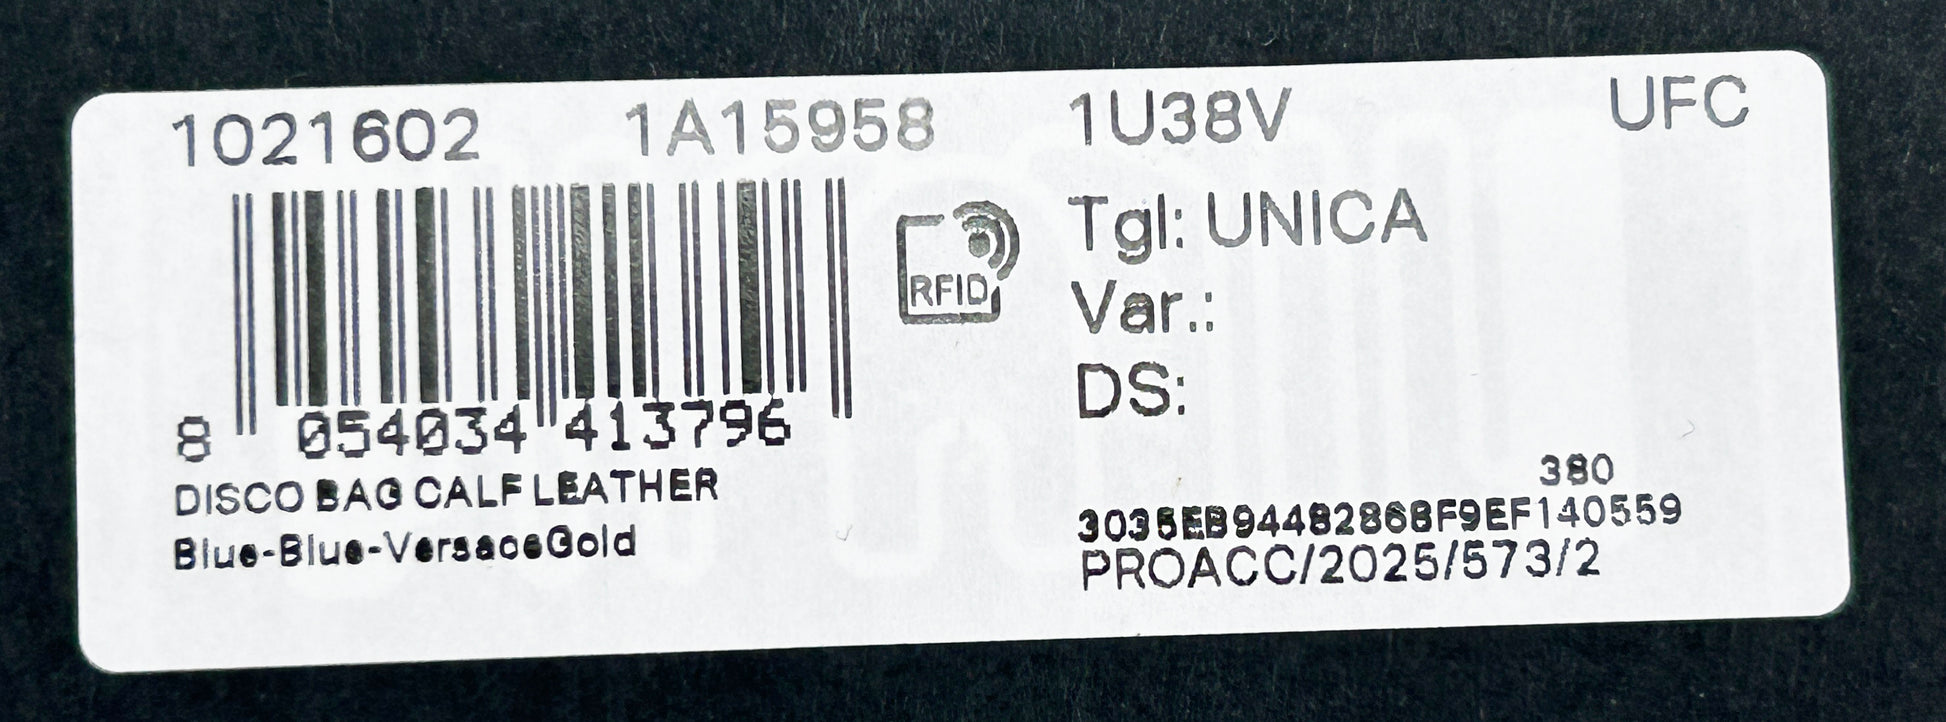 1021602 1A15958 1U38V UFC
RFID
Tgl: UNICA
Var.:
DS:
8 054034 413796
DISCO BAG CALF LEATHER
Blue-Blue-VersaceGold
380
3035EB94482868F9EF140559
PROACC/2025/573/2